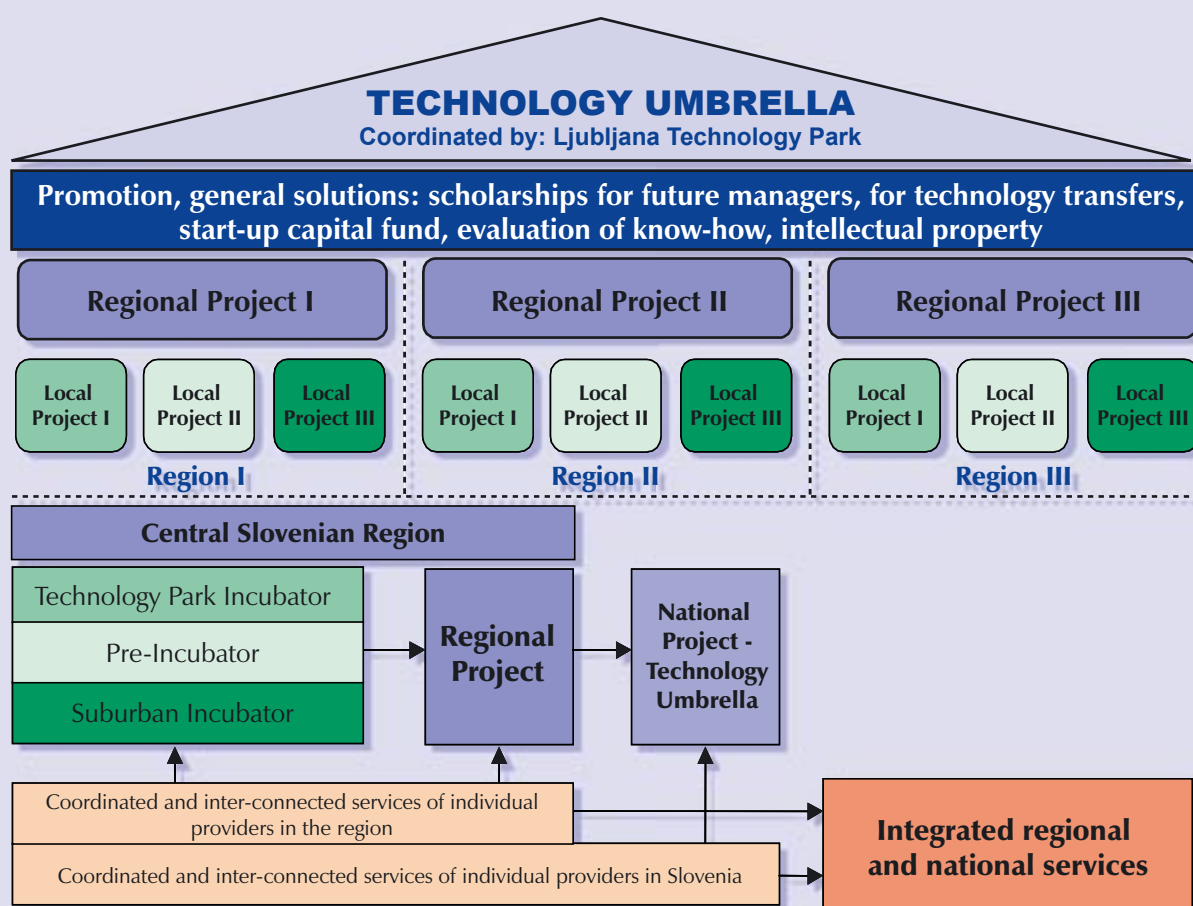 TECHNOLOGY UMBRELLA
Coordinated by: Ljubljana Technology Park
Promotion, general solutions: scholarships for future managers, for technology transfers,
start-up capital fund, evaluation of know-how, intellectual property
Regional Project I
Regional Project II
Regional Project III
Local
Project I
Local
Project II
Local
Project III
Local
Project I
Local
Project II
Local
Project III
Local
Project I
Local
Project II
Local
Project III
Region I
Region II
Region III
Central Slovenian Region
Technology Park Incubator
Pre-Incubator
Suburban Incubator
Regional
Project
National
Project -
Technology
Umbrella
Coordinated and inter-connected services of individual
providers in the region
Coordinated and inter-connected services of individual providers in Slovenia
Integrated regional
and national services